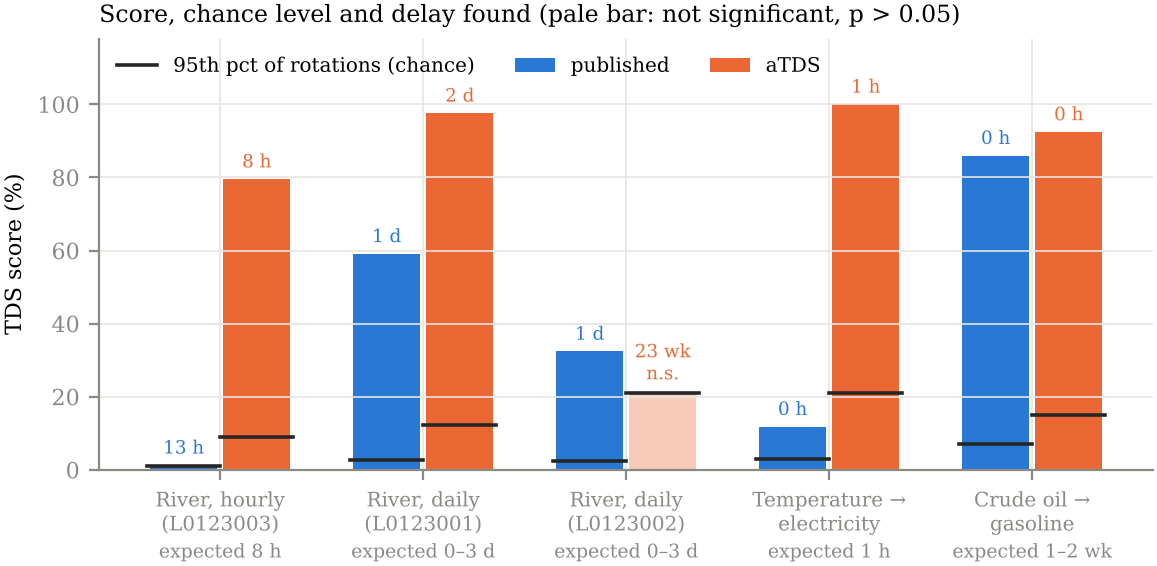 Score, chance level and delay found (pale bar: not significant, p > 0.05)
95th pct of rotations (chance)
published
aTDS
TDS score (%)
100
80
60
40
20
0
13 h
8 h
1 d
2 d
1 d
23 wk
n.s.
0 h
1 h
0 h
0 h
River, hourly
(L0123003)
expected 8 h
River, daily
(L0123001)
expected 0–3 d
River, daily
(L0123002)
expected 0–3 d
Temperature →
electricity
expected 1 h
Crude oil →
gasoline
expected 1–2 wk